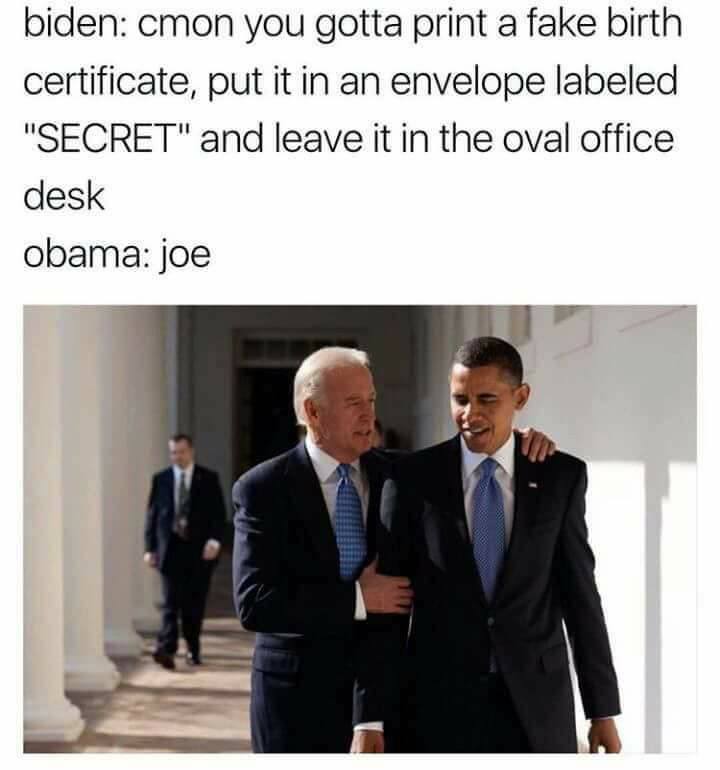 biden: cmon you gotta print a fake birth
certificate, put it in an envelope labeled
"SECRET" and leave it in the oval office
desk
obama: joe